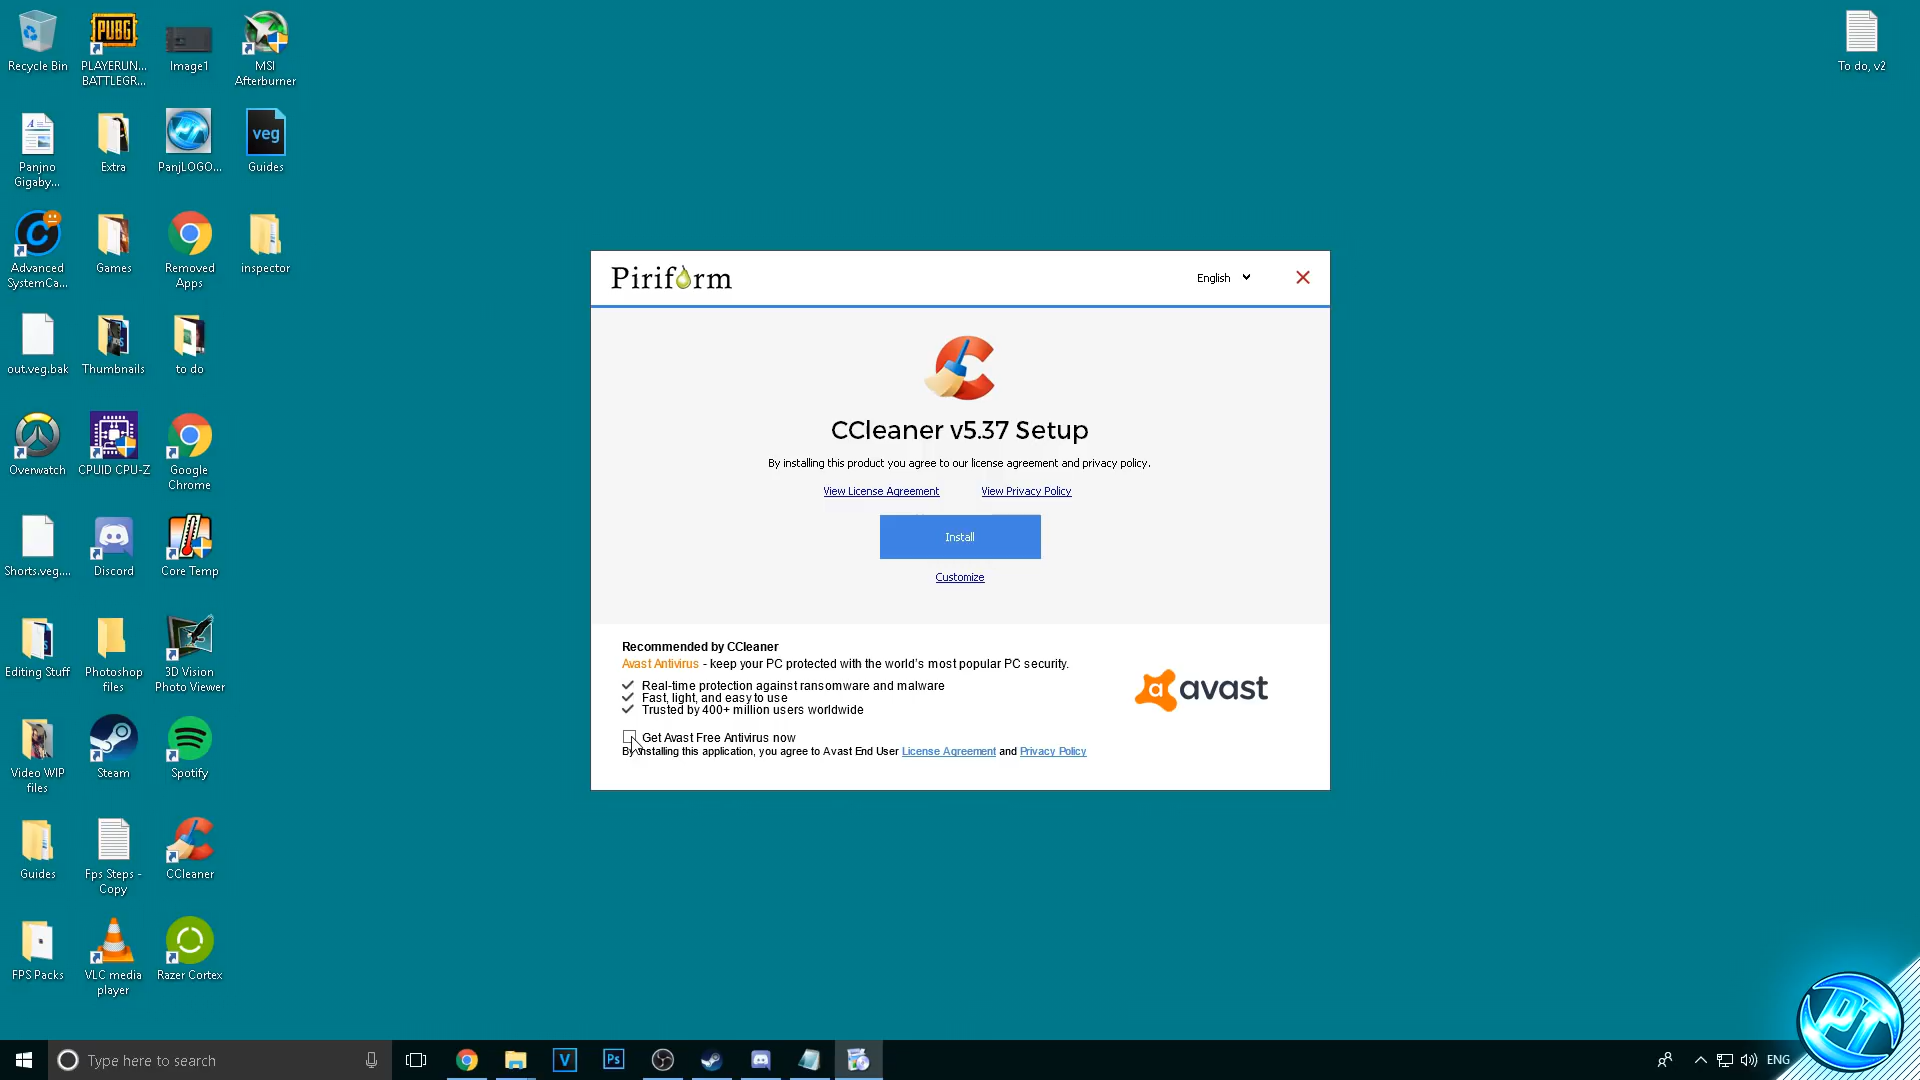 Recycle Bin
PLAYERUN...
BATTLEGR...
Image1
MSI
Afterburner
To do, v2
Panjno
Gigaby...
Extra
PanjLOGO...
veg
Guides
Advanced
SystemCa...
Games
Removed
Apps
inspector
out.veg.bak
Thumbnails
to do
Overwatch
CPUID CPU-Z
Google
Chrome
Shorts.veg....
Discord
Core Temp
Editing Stuff
Photoshop
files
3D Vision
Photo Viewer
Video WIP
files
Steam
Spotify
Guides
Fps Steps -
Copy
CCleaner
FPS Packs
VLC media
player
Razer Cortex
PUBG
Piriform
English
CCleaner v5.37 Setup
By installing this product you agree to our license agreement and privacy policy.
View License Agreement View Privacy Policy
Install
Customize
Recommended by CCleaner
Avast Antivirus - keep your PC protected with the world's most popular PC security.
Real-time protection against ransomware and malware
Fast, light, and easy to use
Trusted by 400+ million users worldwide
avast
Get Avast Free Antivirus now
By installing this application, you agree to Avast End User License Agreement and Privacy Policy
Type here to search
V
Ps
ENG
PT